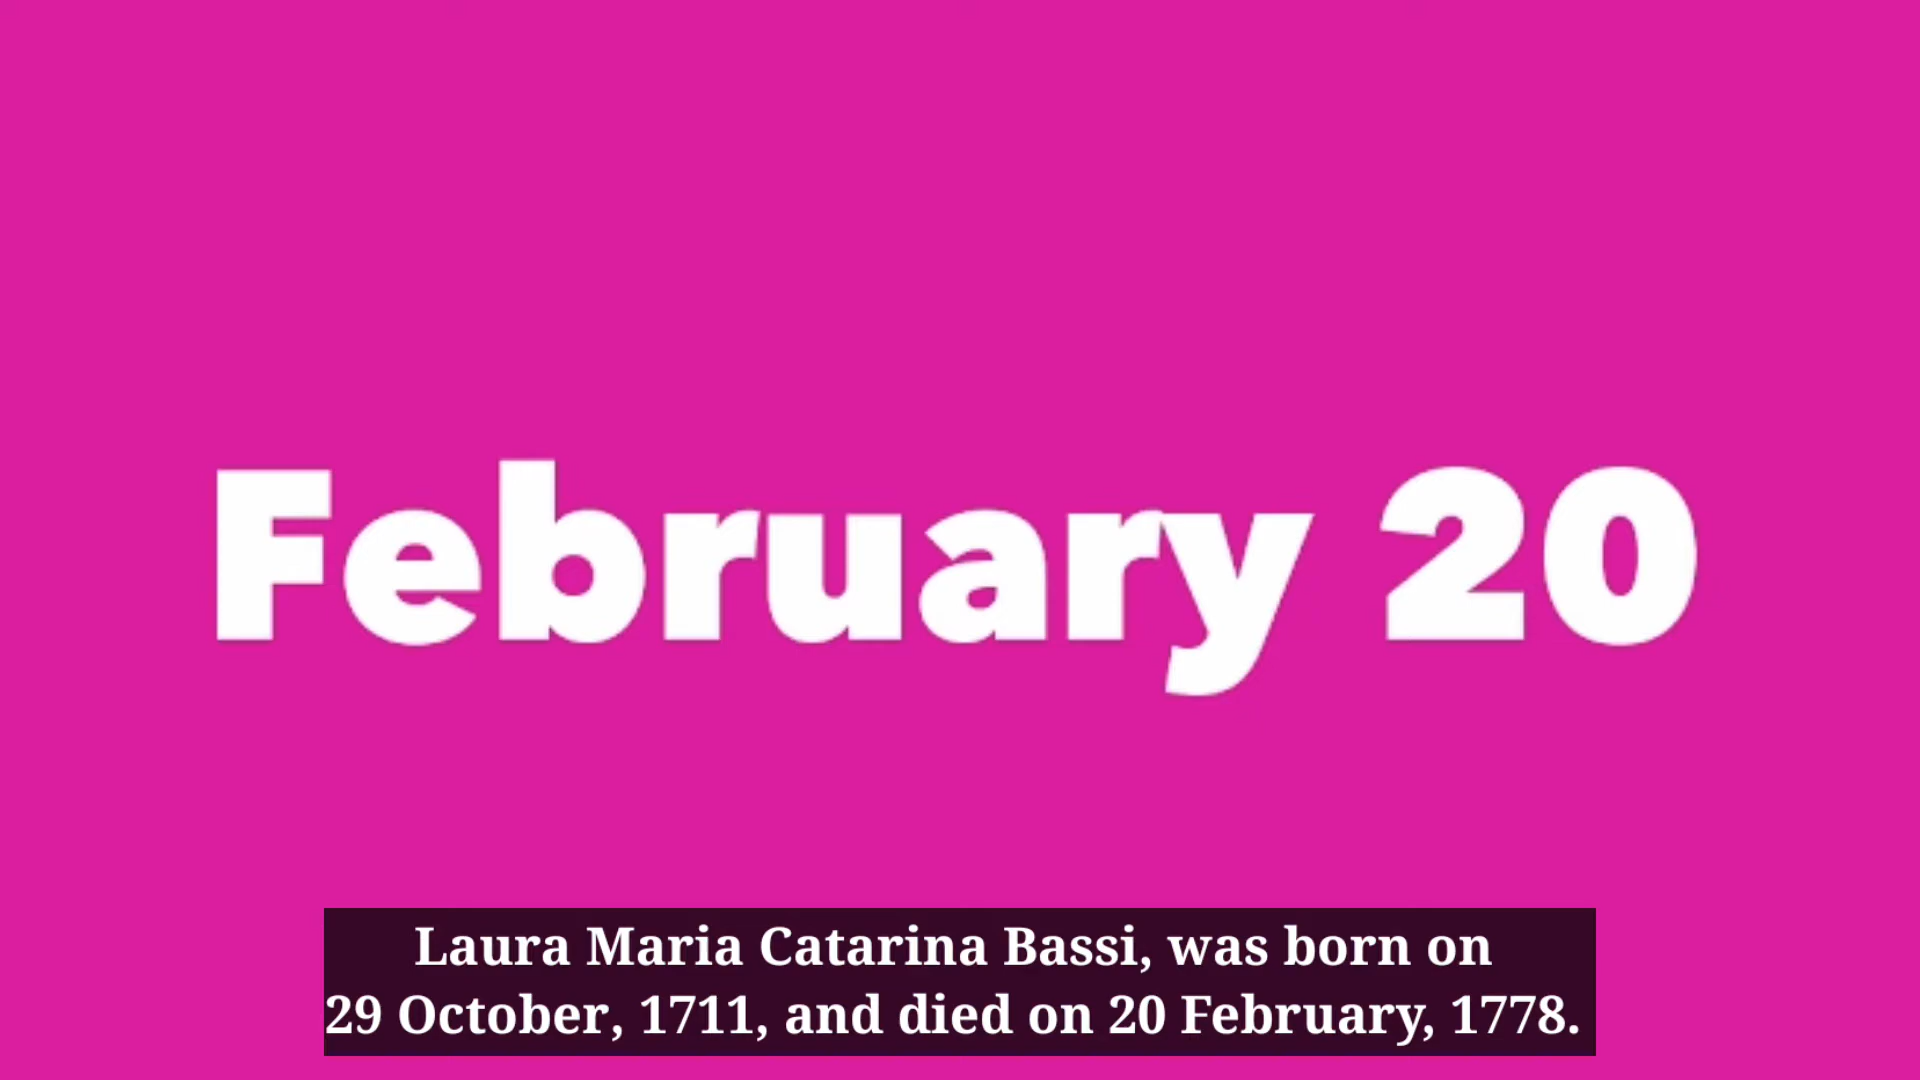 February 20
Laura Maria Catarina Bassi, was born on
29 October, 1711, and died on 20 February, 1778.